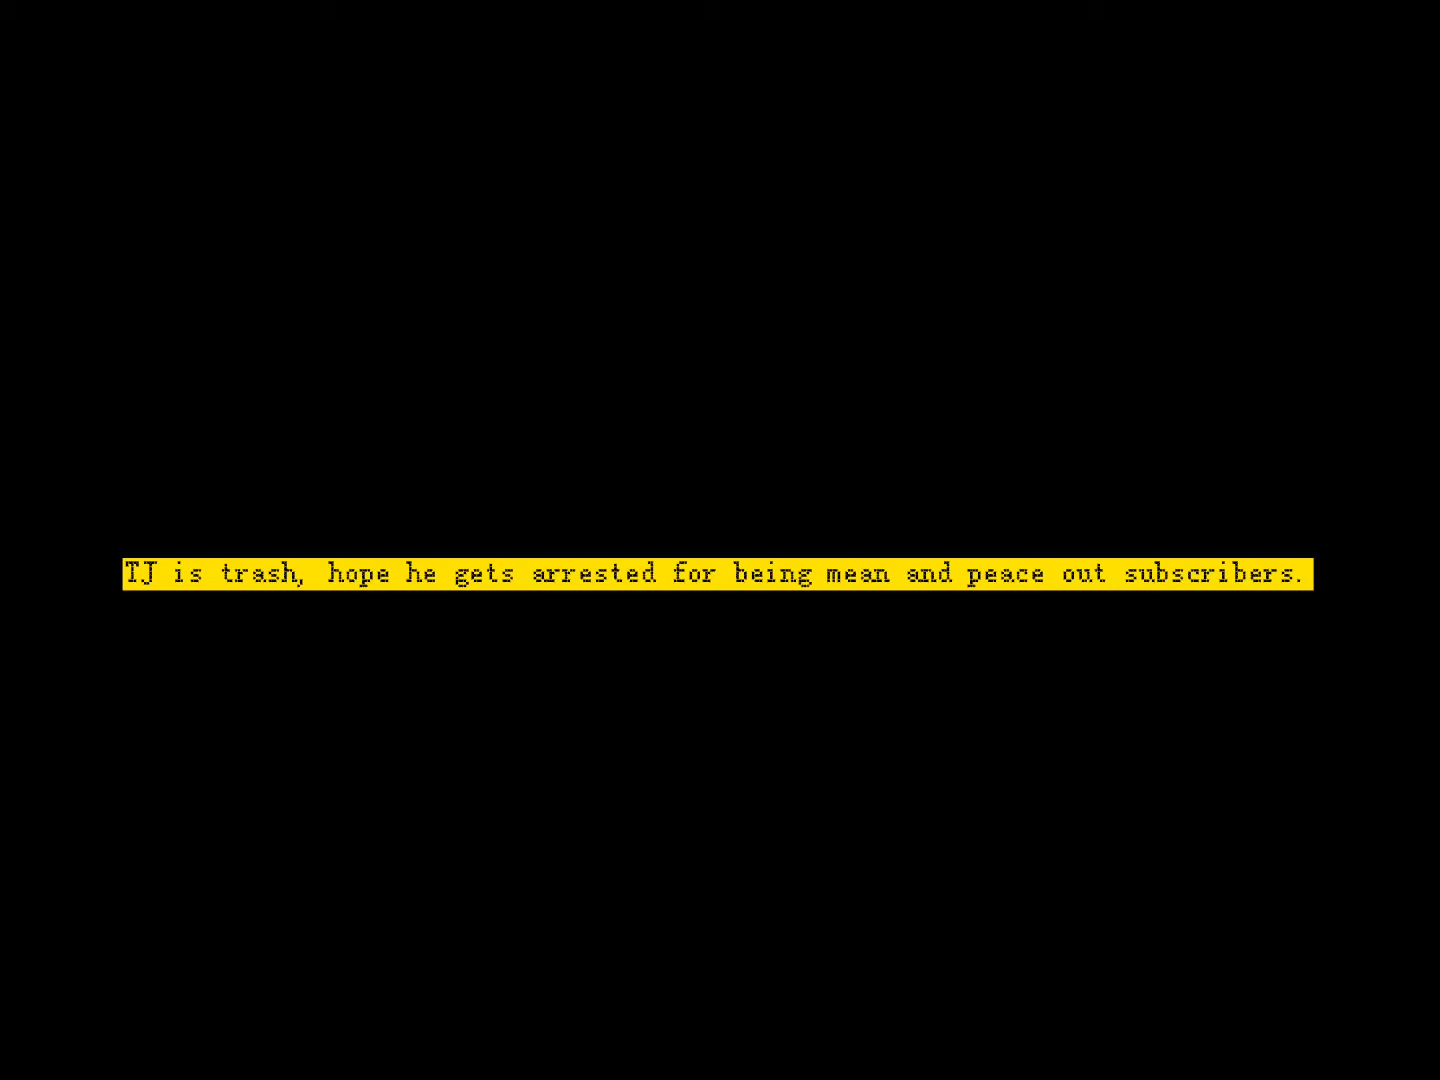 TJ is trash, hope he gets arrested for being mean and peace out subscribers.